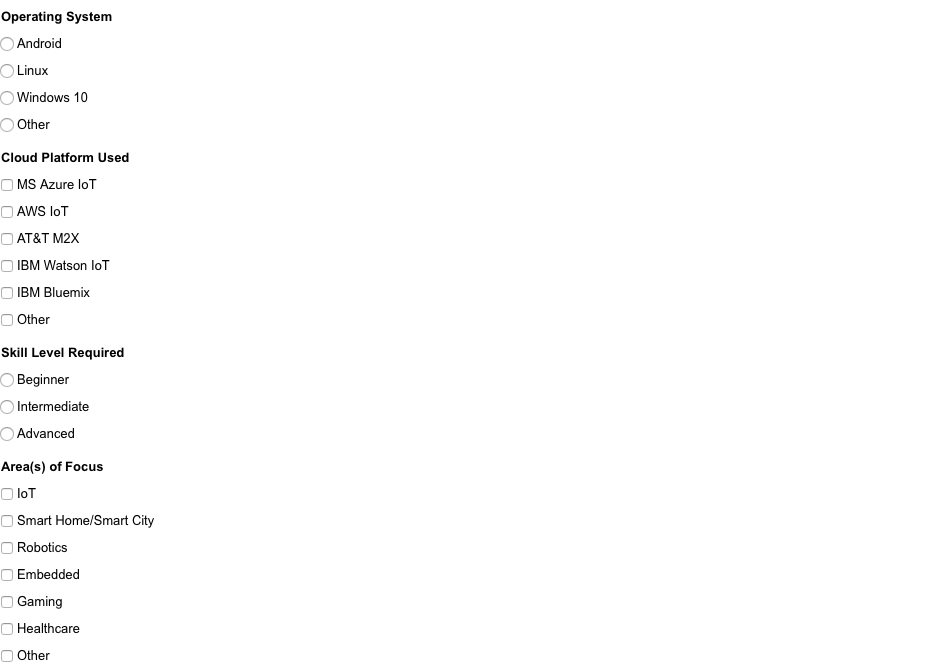 Operating System
Android
Linux
Windows 10
Other
Cloud Platform Used
MS Azure IoT
AWS IoT
AT&T M2X
IBM Watson IoT
IBM Bluemix
Other
Skill Level Required
Beginner
Intermediate
Advanced
Area(s) of Focus
IoT
Smart Home/Smart City
Robotics
Embedded
Gaming
Healthcare
Other